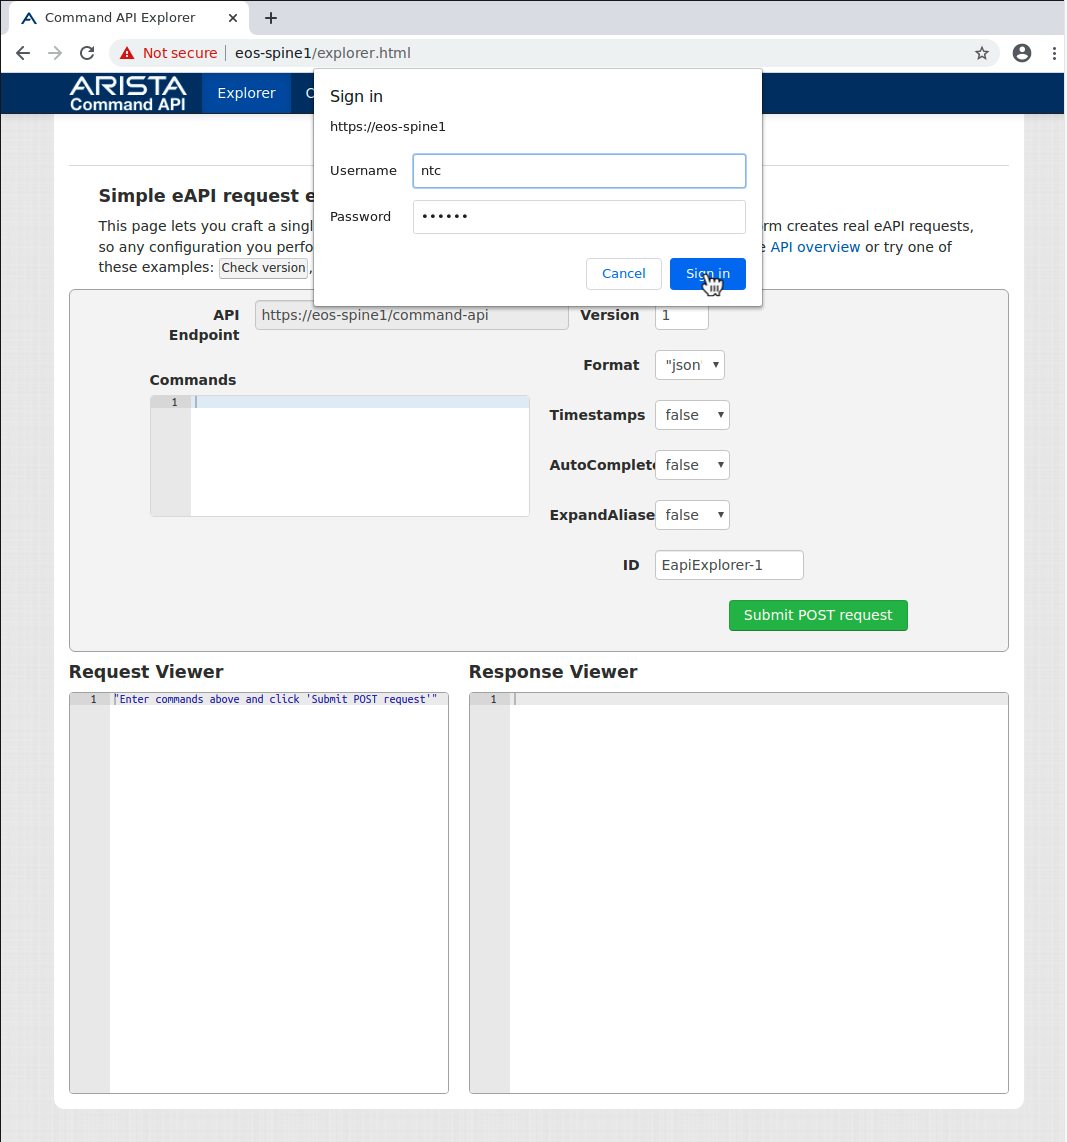 Command API Explorer
Not secure
eos-spine1/explorer.html
ARISTA
Command API
Explorer
Sign in
https://eos-spine1
Username
ntc
Password
••••••
Cancel
Sign in
Simple eAPI request e
This page lets you craft a singl
rm creates real eAPI requests,
so any configuration you perfo
e API overview or try one of
these examples: Check version,
API
Endpoint
https://eos-spine1/command-api
Version
1
Format
"json
Commands
1
Timestamps
false
AutoComplete
false
ExpandAliase
false
ID
EapiExplorer-1
Submit POST request
Request Viewer
Response Viewer
1
"Enter commands above and click 'Submit POST request'"
1